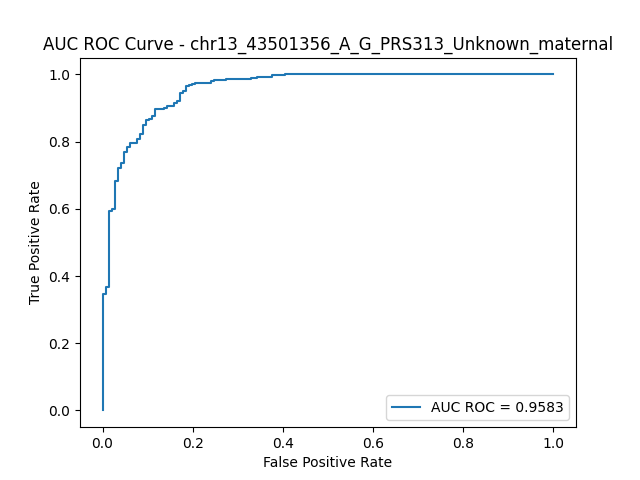 AUC ROC Curve - chr13_43501356_A_G_PRS313_Unknown_maternal
1.0
0.8
0.6
0.4
0.2
0.0
True Positive Rate
AUC ROC = 0.9583
0.0 0.2 0.4 0.6 0.8 1.0
False Positive Rate